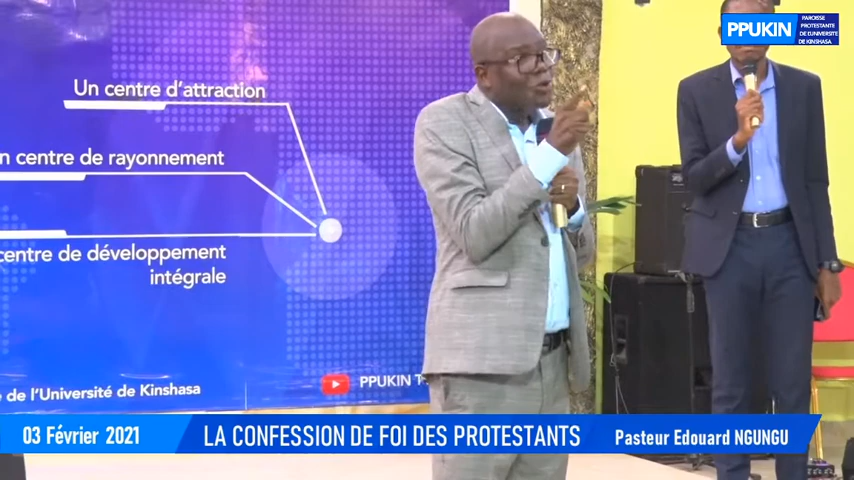 PPUKIN
PAROISSE
PROTESTANTE
DE L'UNIVERSITÉ
DE KINSHASA
Un centre d'attraction
n centre de rayonnement
centre de développement
intégrale
e de l'Université de Kinshasa
PPUKIN T
03 Février 2021
LA CONFESSION DE FOI DES PROTESTANTS
Pasteur Edouard NGUNGU